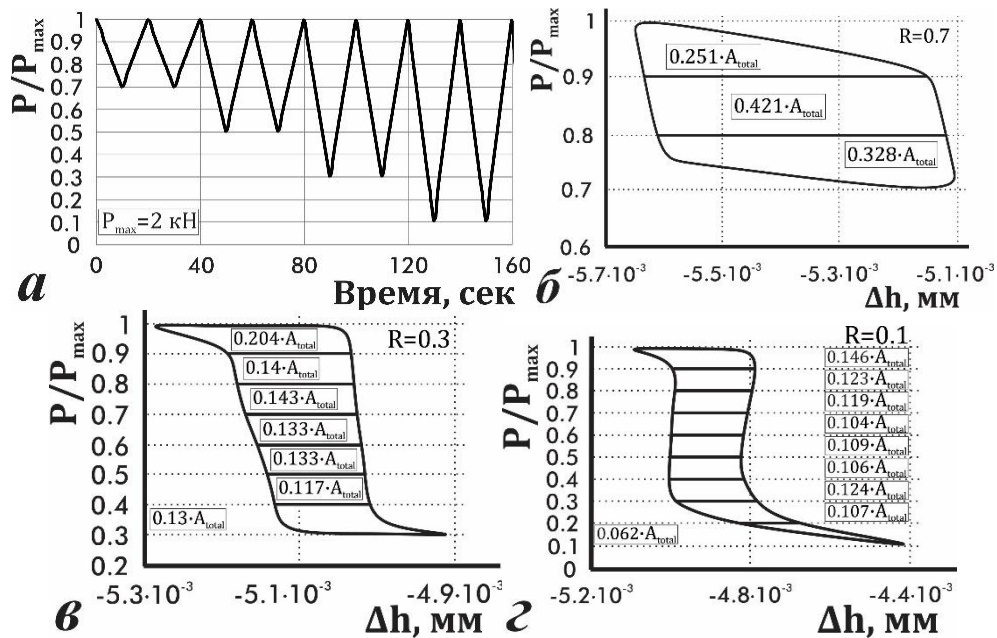 P/Pmax
1
0.9
0.8
0.7
0.6
0.5
0.4
0.3
0.2
0.1
0
Pmax=2 кН
0 40 80 120 160
Время, сек
а
P/Pmax
1
0.9
0.8
0.7
0.6
R=0.7
0.251·Atotal
0.421·Atotal
0.328·Atotal
-5.7·10-3 -5.5·10-3 -5.3·10-3 -5.1·10-3
Δh, мм
б
P/Pmax
1
0.9
0.8
0.7
0.6
0.5
0.4
0.3
0.2
R=0.3
0.204·Atotal
0.14·Atotal
0.143·Atotal
0.133·Atotal
0.133·Atotal
0.117·Atotal
0.13·Atotal
-5.3·10-3 -5.1·10-3 -4.9·10-3
Δh, мм
в
P/Pmax
1
0.9
0.8
0.7
0.6
0.5
0.4
0.3
0.2
0.1
0
R=0.1
0.146·Atotal
0.123·Atotal
0.119·Atotal
0.104·Atotal
0.109·Atotal
0.106·Atotal
0.124·Atotal
0.107·Atotal
0.062·Atotal
-5.2·10-3 -4.8·10-3 -4.4·10-3
Δh, мм
г